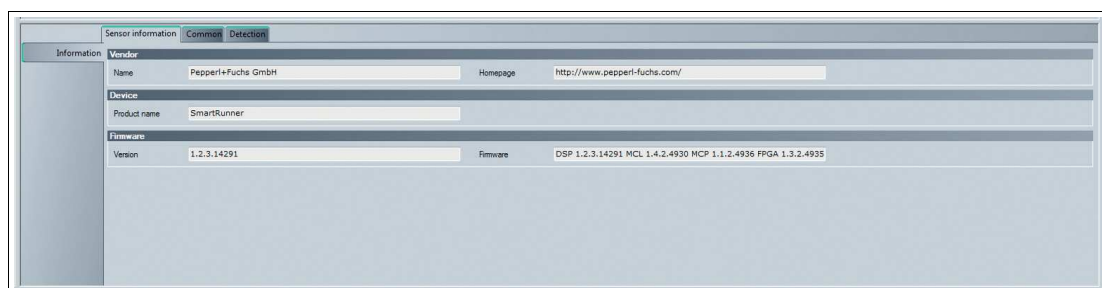 Sensor information Common Detection
Information
Vendor
Name Pepperl+Fuchs GmbH Homepage http://www.pepperl-fuchs.com/
Device
Product name SmartRunner
Firmware
Version 1.2.3.14291 Firmware DSP 1.2.3.14291 MCL 1.4.2.4930 MCP 1.1.2.4936 FPGA 1.3.2.4935